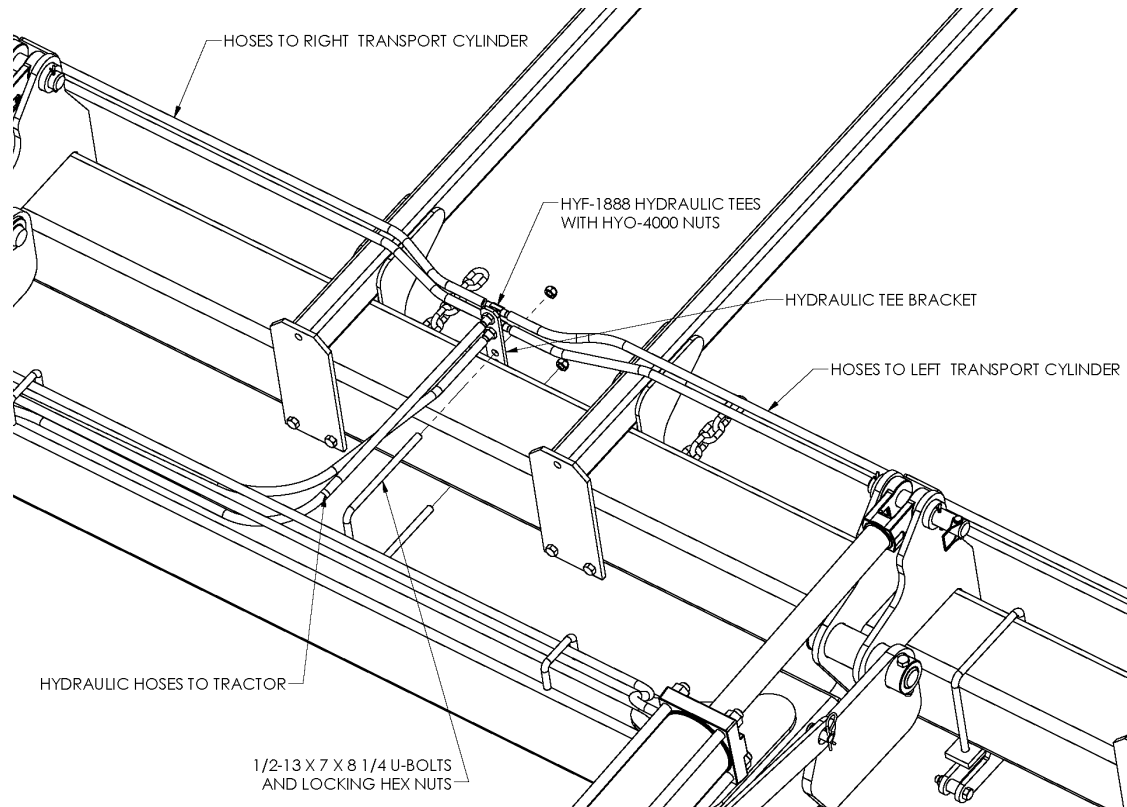 HOSES TO RIGHT TRANSPORT CYLINDER
HYF-1888 HYDRAULIC TEES
WITH HYO-4000 NUTS
HYDRAULIC TEE BRACKET
HOSES TO LEFT TRANSPORT CYLINDER
HYDRAULIC HOSES TO TRACTOR
1/2-13 X 7 X 8 1/4 U-BOLTS
AND LOCKING HEX NUTS